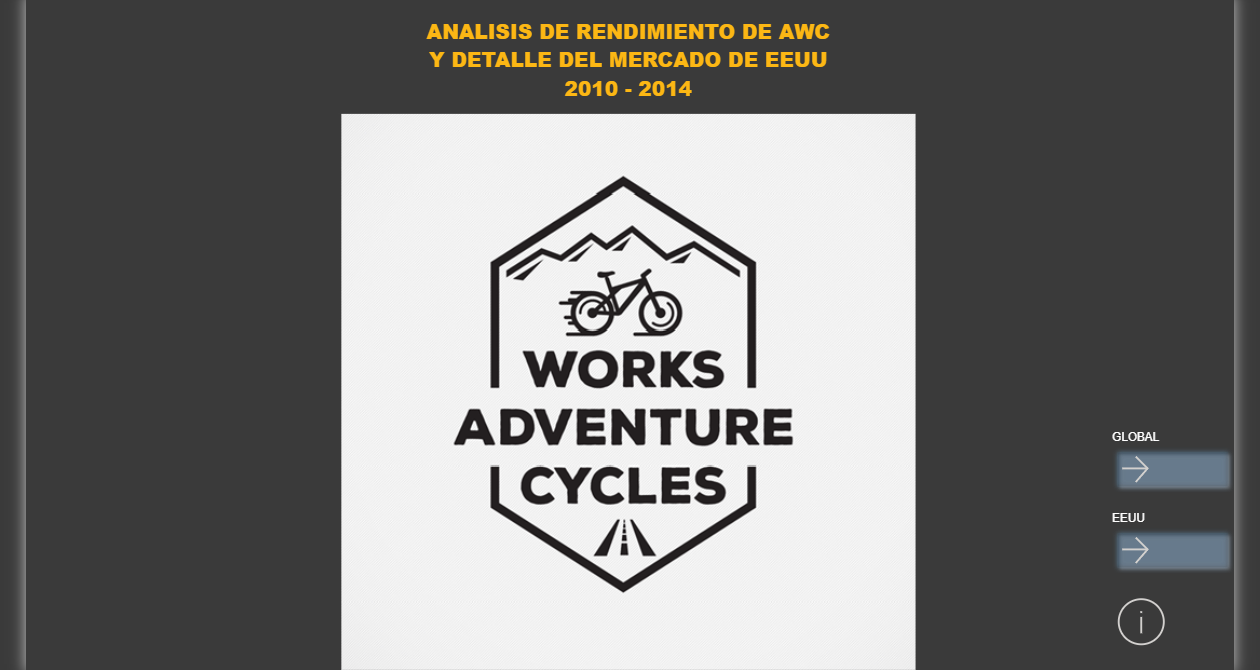 ANALISIS DE RENDIMIENTO DE AWC
Y DETALLE DEL MERCADO DE EEUU
2010 - 2014
WORKS
ADVENTURE
CYCLES
GLOBAL
EEUU
i